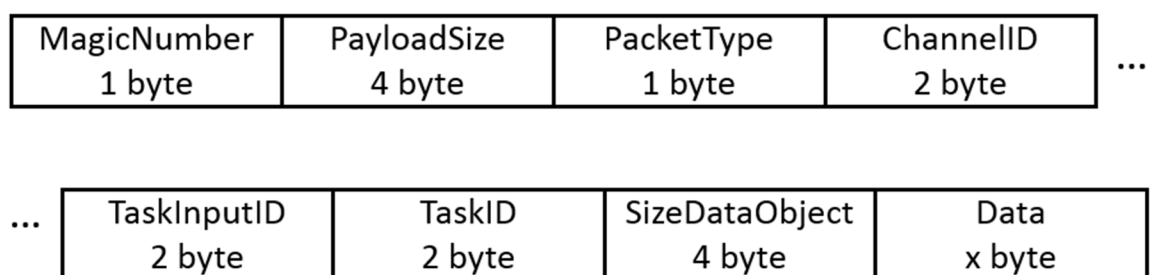 MagicNumber PayloadSize PacketType ChannelID
1 byte 4 byte 1 byte 2 byte ...
... TaskInputID TaskID SizeDataObject Data
2 byte 2 byte 4 byte x byte